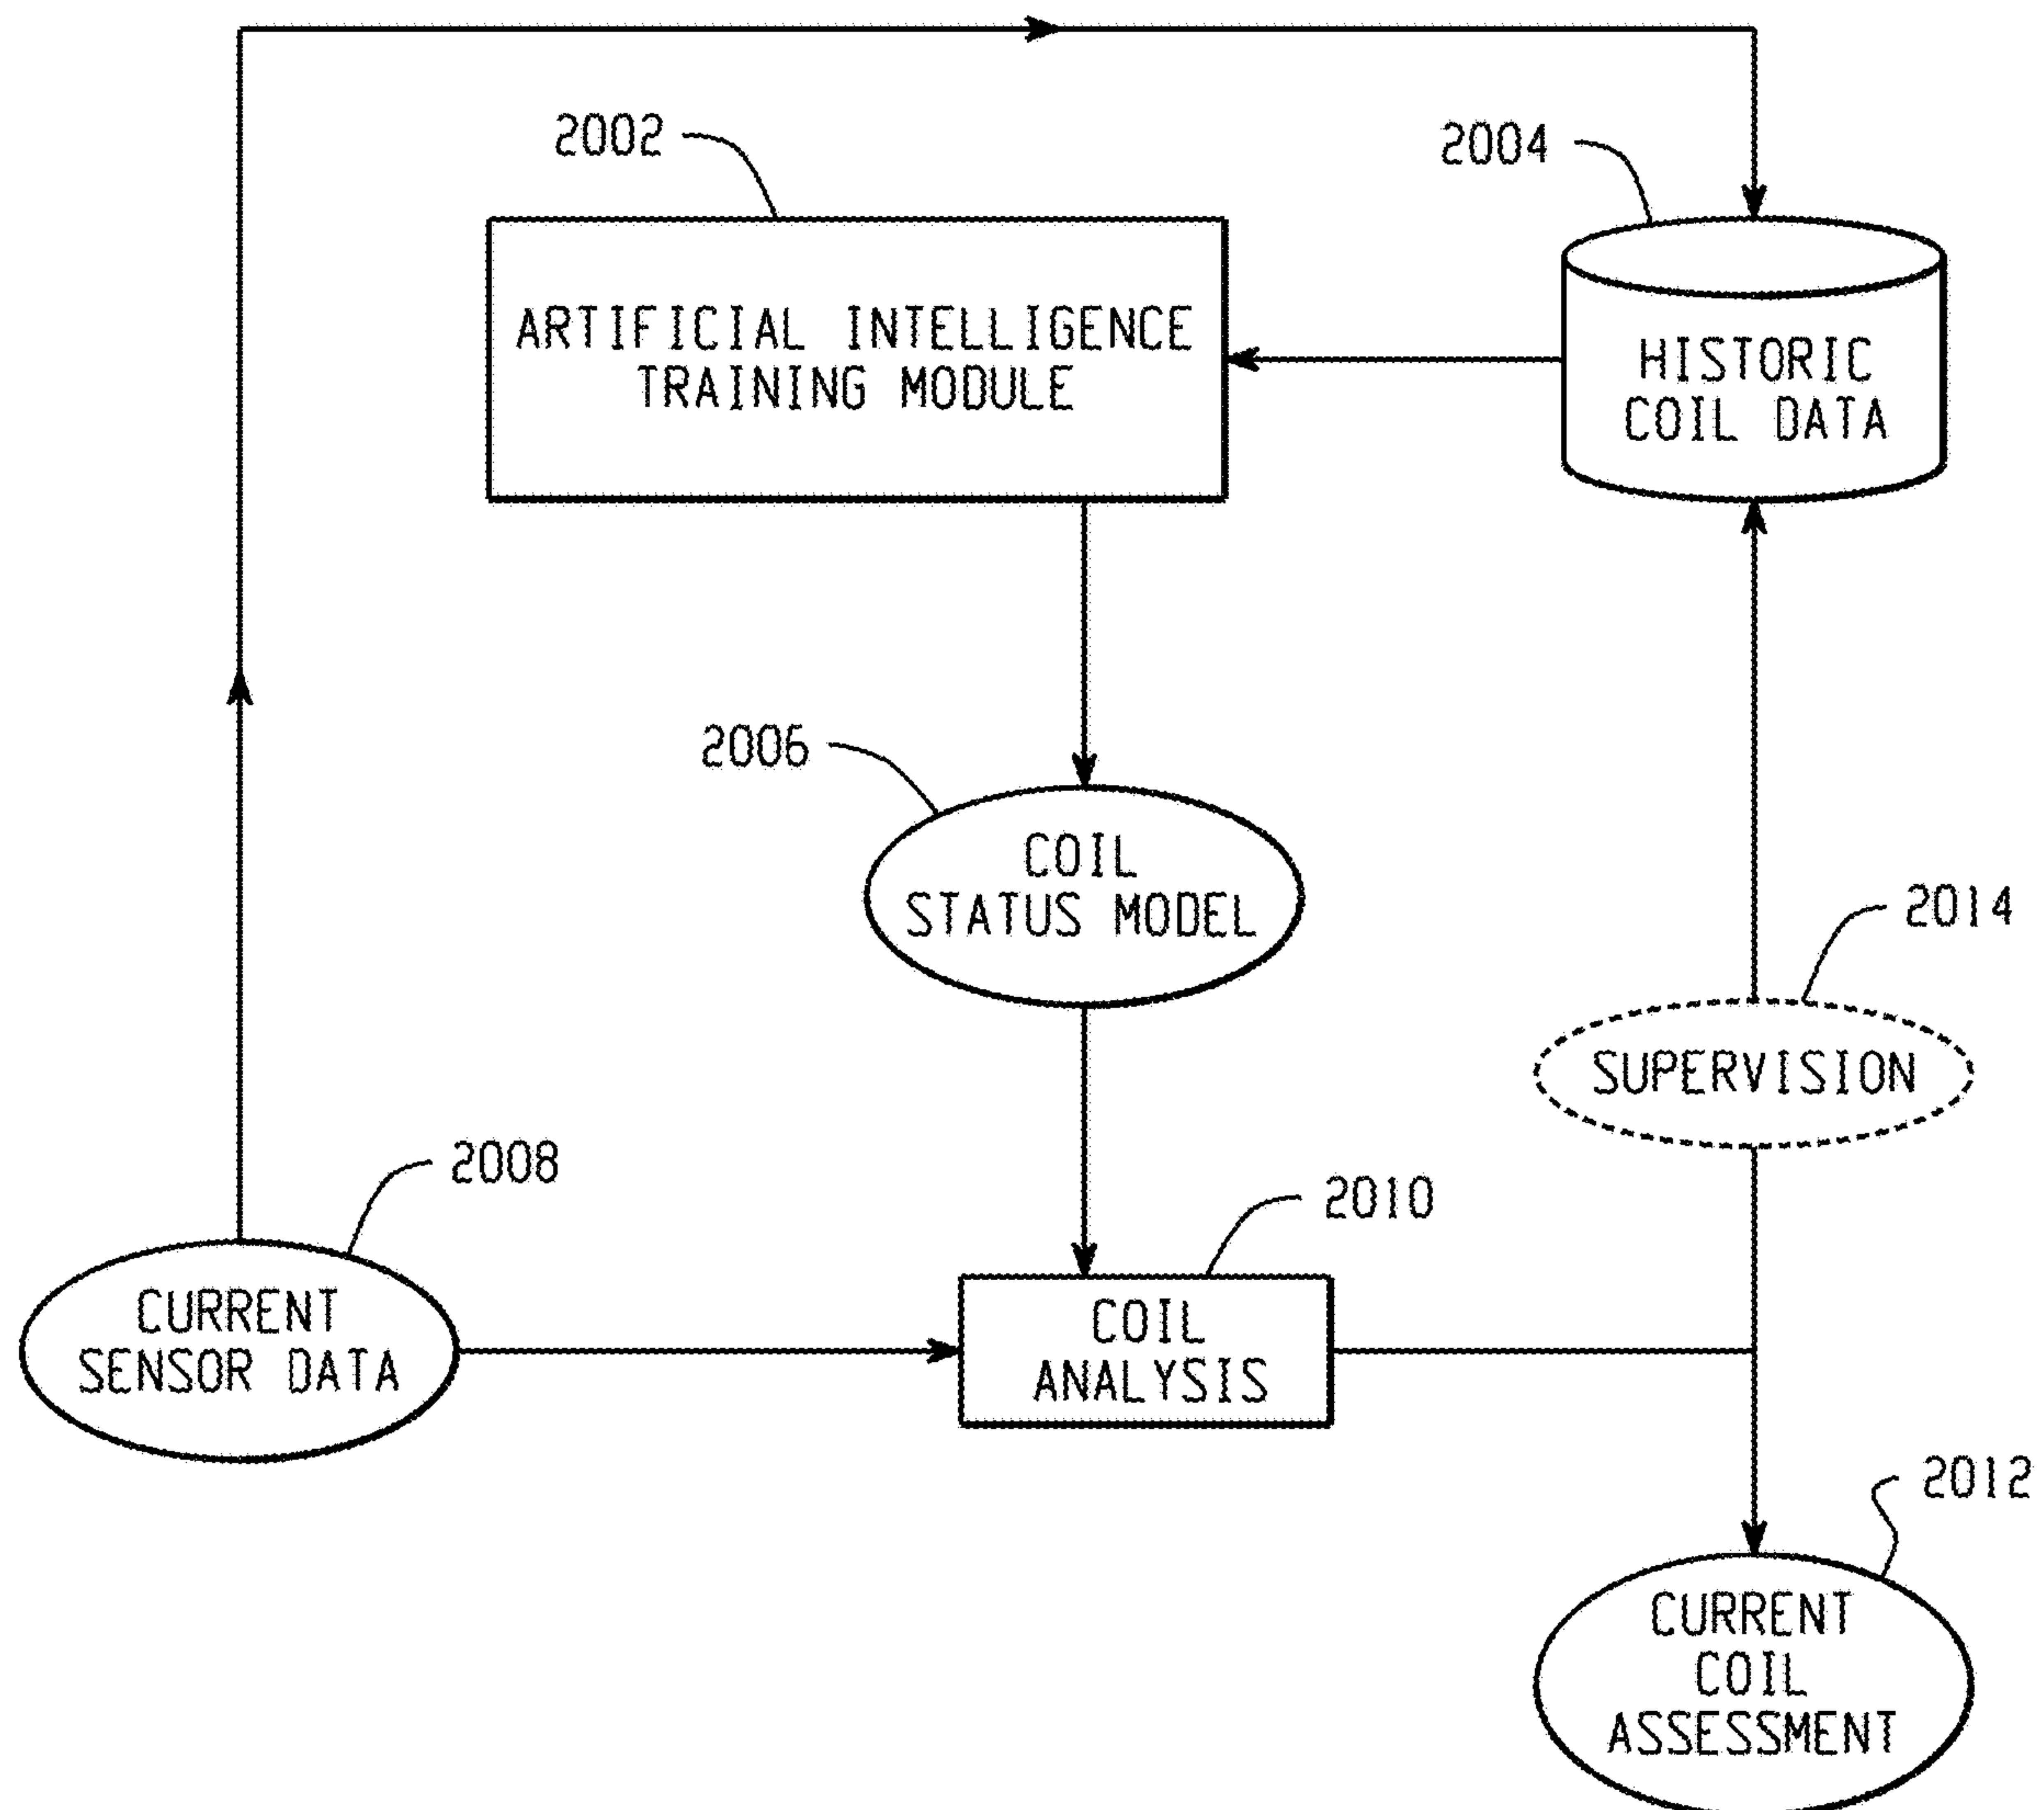 2002
2004
ARTIFICIAL INTELLIGENCE
TRAINING MODULE
HISTORIC
COIL DATA
2006
COIL
STATUS MODEL
2014
SUPERVISION
2008
2010
CURRENT
SENSOR DATA
COIL
ANALYSIS
2012
CURRENT
COIL
ASSESSMENT